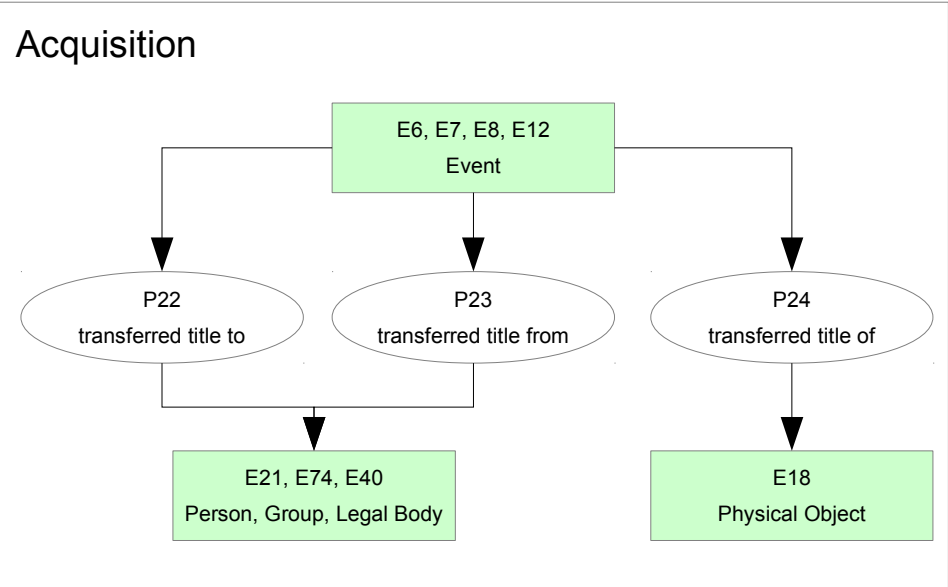 Acquisition
E6, E7, E8, E12
Event
P22
transferred title to
P23
transferred title from
P24
transferred title of
E21, E74, E40
Person, Group, Legal Body
E18
Physical Object